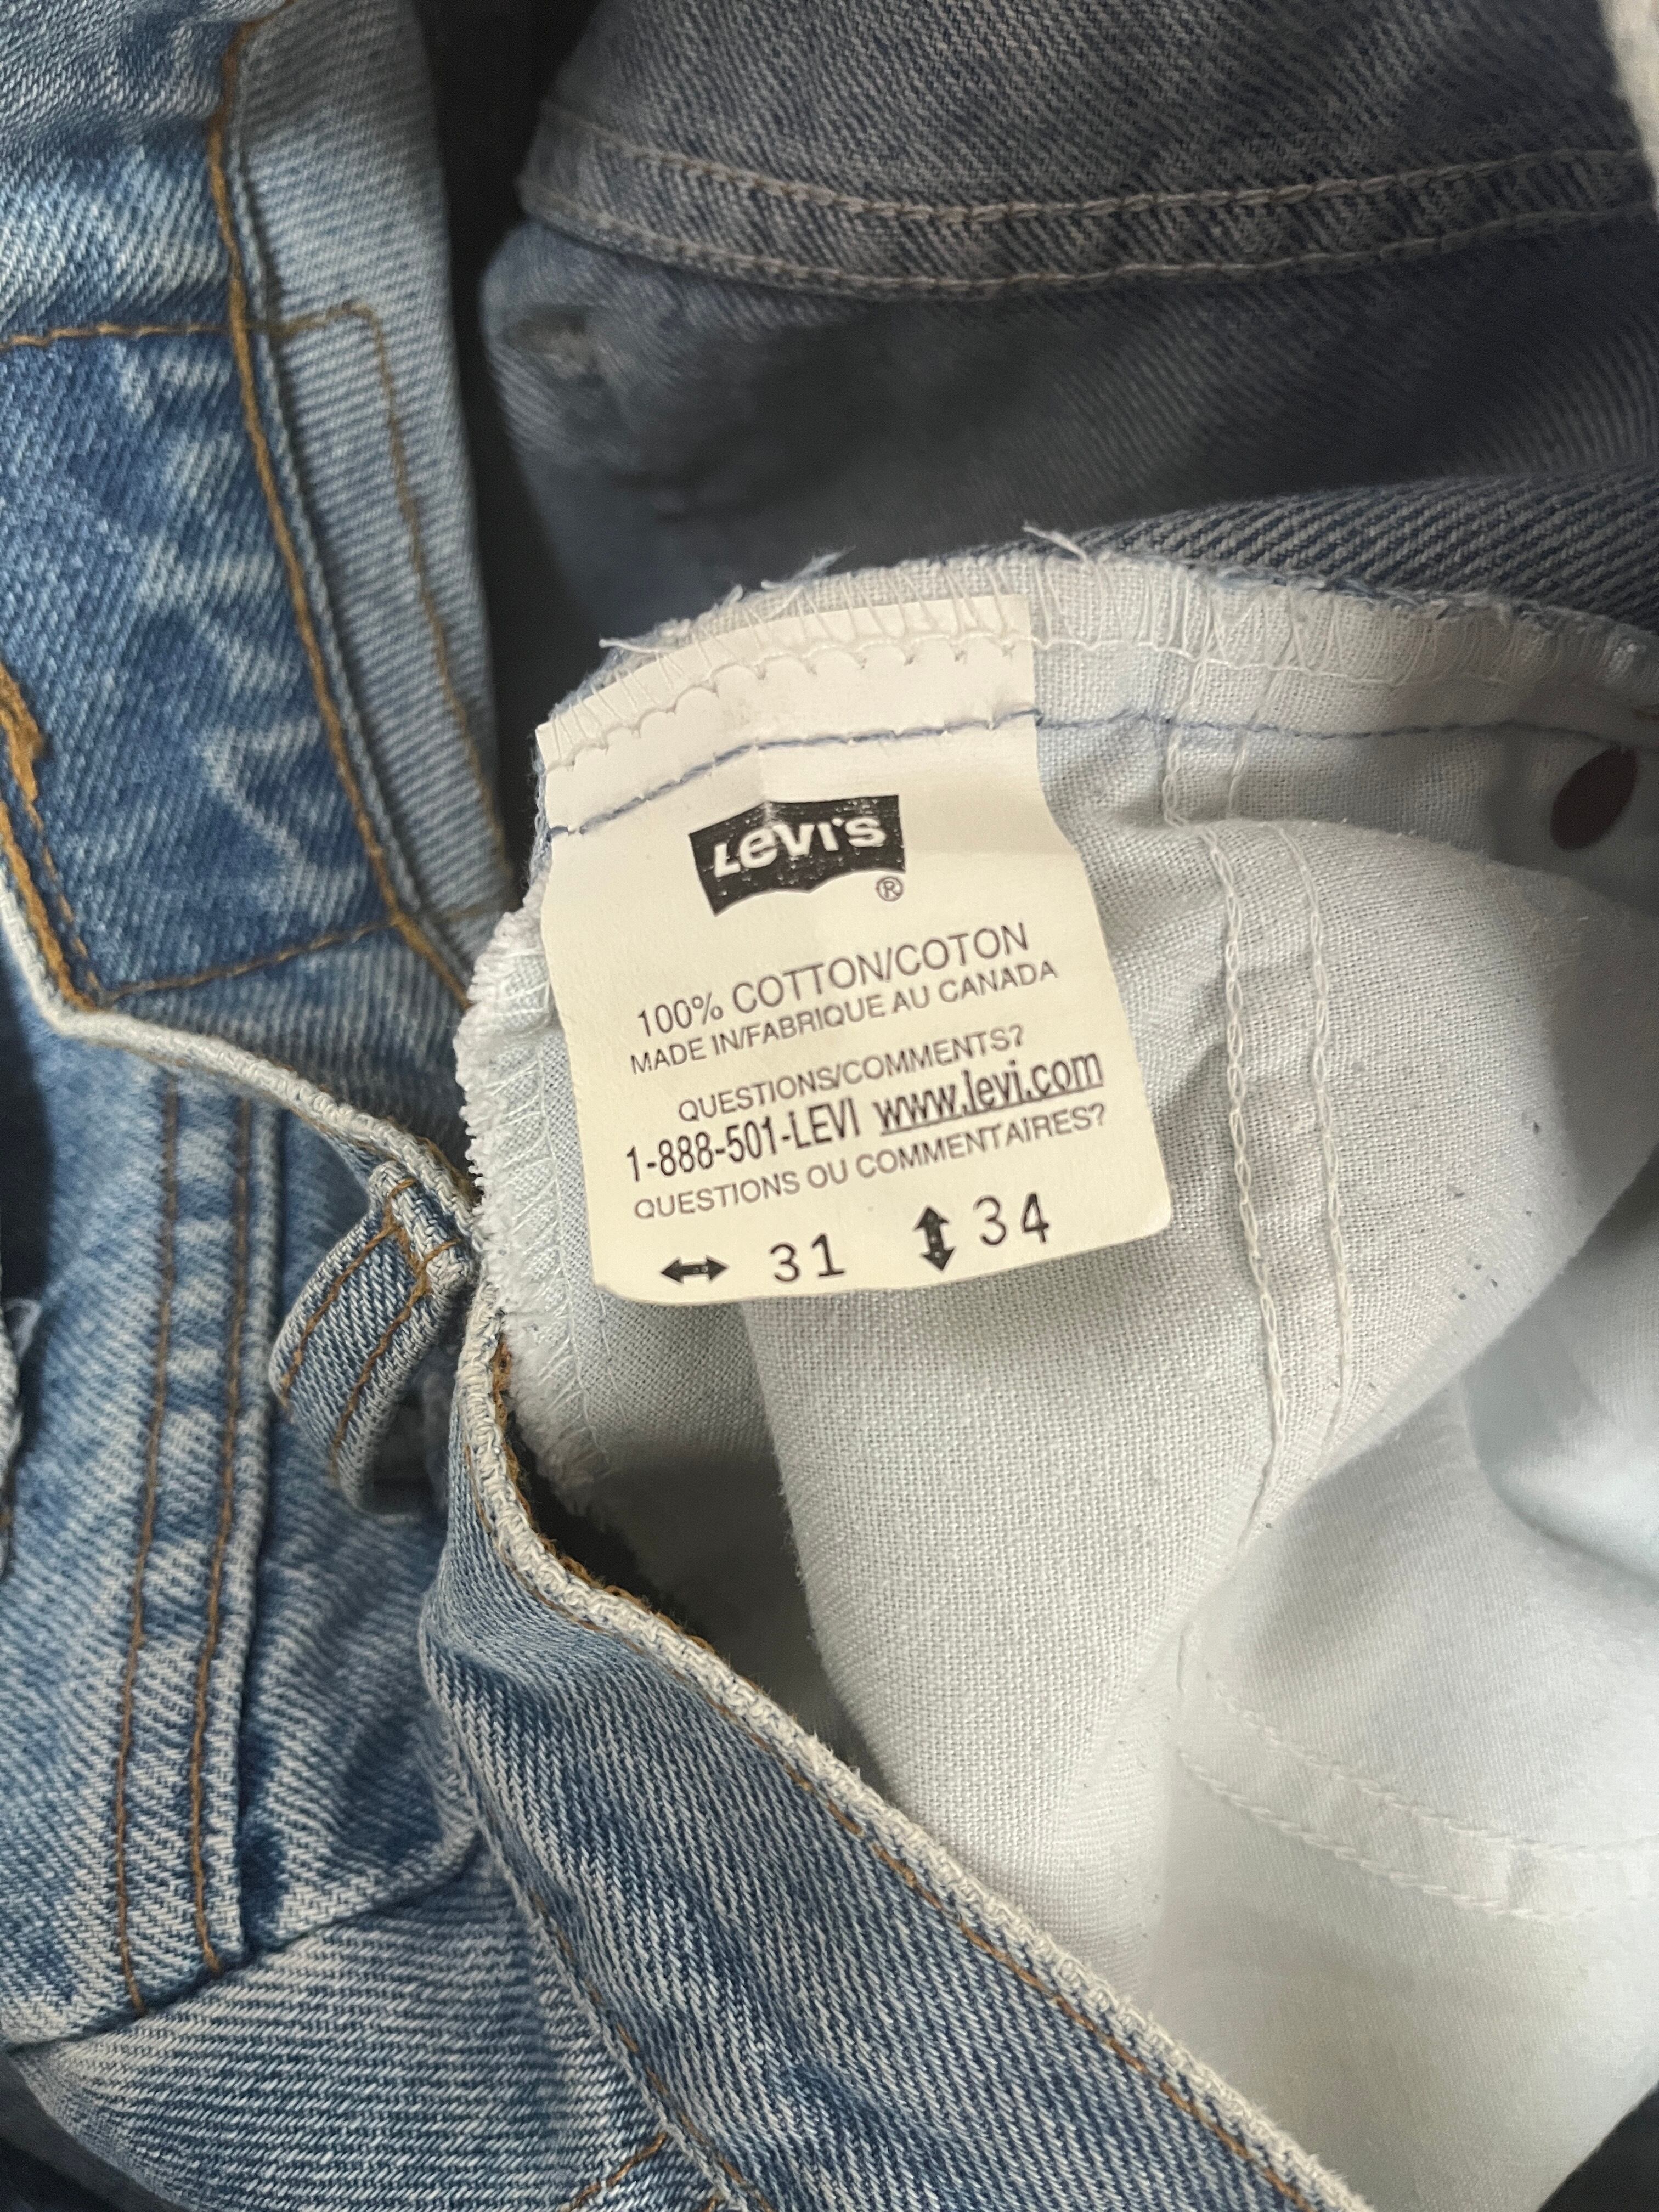 Levi's
®
100% COTTON/COTON
MADE IN/FABRIQUE AU CANADA
QUESTIONS/COMMENTS?
1-888-501-LEVI www.levi.com
QUESTIONS OU COMMENTAIRES?
↔ 31 ↕ 34